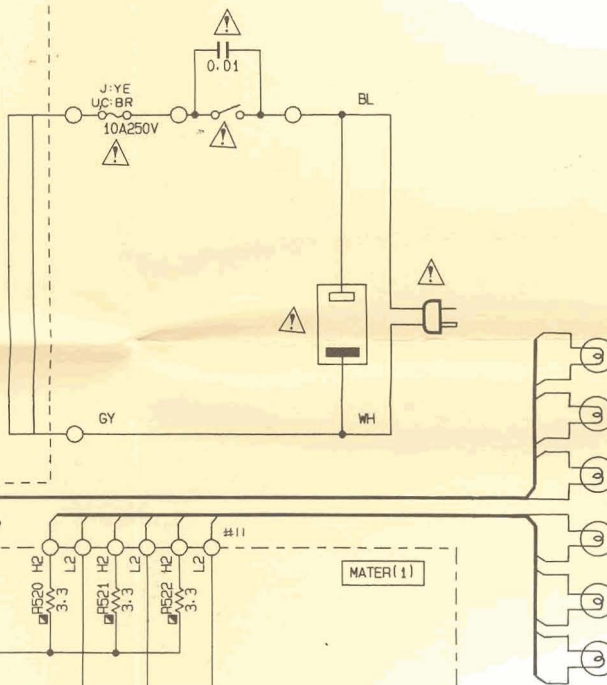 0.01
J:YE
U,C:BR
10A250V
BL
GY
WH
#11
H2
L2
H2
L2
H2
L2
R520
3.3
R521
3.3
R522
3.3
MATER(1)